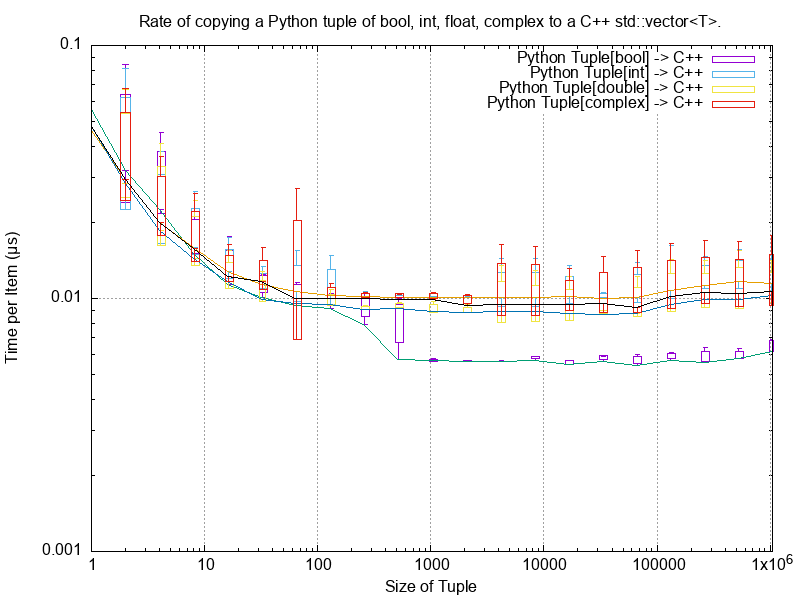 Rate of copying a Python tuple of bool, int, float, complex to a C++ std::vector<T>.
0.1
Python Tuple[bool] -> C++
Python Tuple[int] -> C++
Python Tuple[double] -> C++
Python Tuple[complex] -> C++
Time per Item (µs)
0.01
0.001
1 10 100 1000 10000 100000 1x10⁶
Size of Tuple